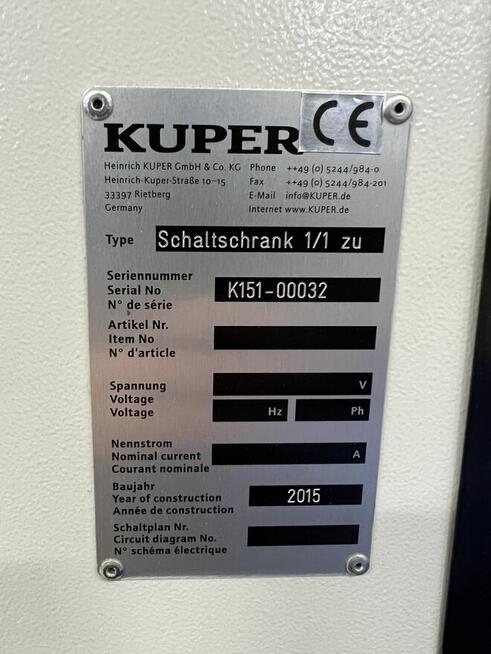 KUPER CE
Heinrich KUPER GmbH & Co. KG Phone ++49 (0) 5244/984-0
Heinrich-Kuper-Straße 10-15 Fax ++49 (0) 5244/984-201
33397 Rietberg E-Mail info@KUPER.de
Germany Internet www.KUPER.de
Type Schaltschrank 1/1 zu
Seriennummer
Serial No K151-00032
N° de série
Artikel Nr.
Item No
N° d'article
Spannung V
Voltage
Voltage Hz Ph
Nennstrom
Nominal current A
Courant nominale
Baujahr
Year of construction 2015
Année de construction
Schaltplan Nr.
Circuit diagram No.
N° schéma électrique